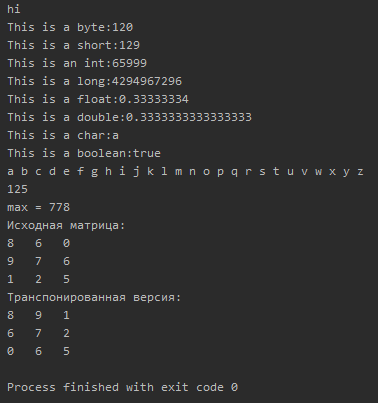 hi
This is a byte:120
This is a short:129
This is an int:65999
This is a long:4294967296
This is a float:0.33333334
This is a double:0.3333333333333333
This is a char:a
This is a boolean:true
a b c d e f g h i j k l m n o p q r s t u v w x y z
125
max = 778
Исходная матрица:
8 6 0
9 7 6
1 2 5
Транспонированная версия:
8 9 1
6 7 2
0 6 5
Process finished with exit code 0